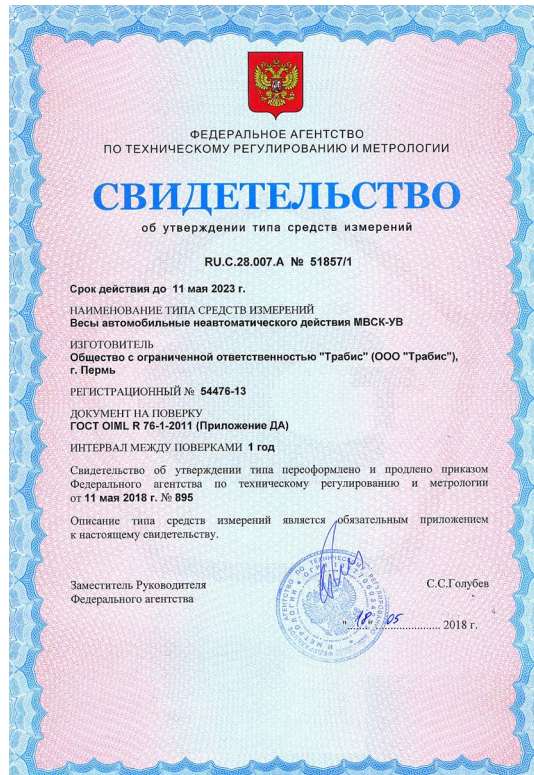 ФЕДЕРАЛЬНОЕ АГЕНТСТВО
ПО ТЕХНИЧЕСКОМУ РЕГУЛИРОВАНИЮ И МЕТРОЛОГИИ
СВИДЕТЕЛЬСТВО
об утверждении типа средств измерений
RU.C.28.007.A № 51857/1
Срок действия до 11 мая 2023 г.
НАИМЕНОВАНИЕ ТИПА СРЕДСТВ ИЗМЕРЕНИЙ
Весы автомобильные неавтоматического действия МВСК-УВ
ИЗГОТОВИТЕЛЬ
Общество с ограниченной ответственностью "Трабис" (ООО "Трабис"),
г. Пермь
РЕГИСТРАЦИОННЫЙ № 54476-13
ДОКУМЕНТ НА ПОВЕРКУ
ГОСТ OIML R 76-1-2011 (Приложение ДА)
ИНТЕРВАЛ МЕЖДУ ПОВЕРКАМИ 1 год
Свидетельство об утверждении типа переоформлено и продлено приказом
Федерального агентства по техническому регулированию и метрологии
от 11 мая 2018 г. № 895
Описание типа средств измерений является обязательным приложением
к настоящему свидетельству.
Заместитель Руководителя
Федерального агентства
С.С.Голубев
"18" 05 2018 г.